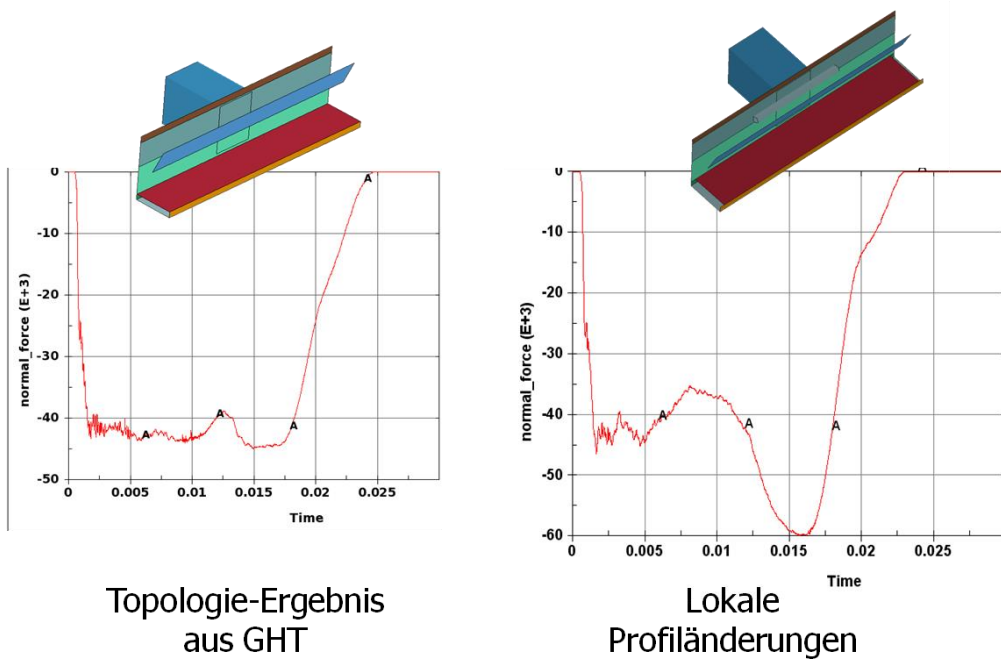 0
-10
-20
-30
-40
-50
normal_force (E+3)
A
A
A
A
0
0.005
0.01
0.015
0.02
0.025
Time
0
-10
-20
-30
-40
-50
-60
normal_force (E+3)
A
A
A
0
0.005
0.01
0.015
0.02
0.025
Time
Topologie-Ergebnis
aus GHT
Lokale
Profiländerungen